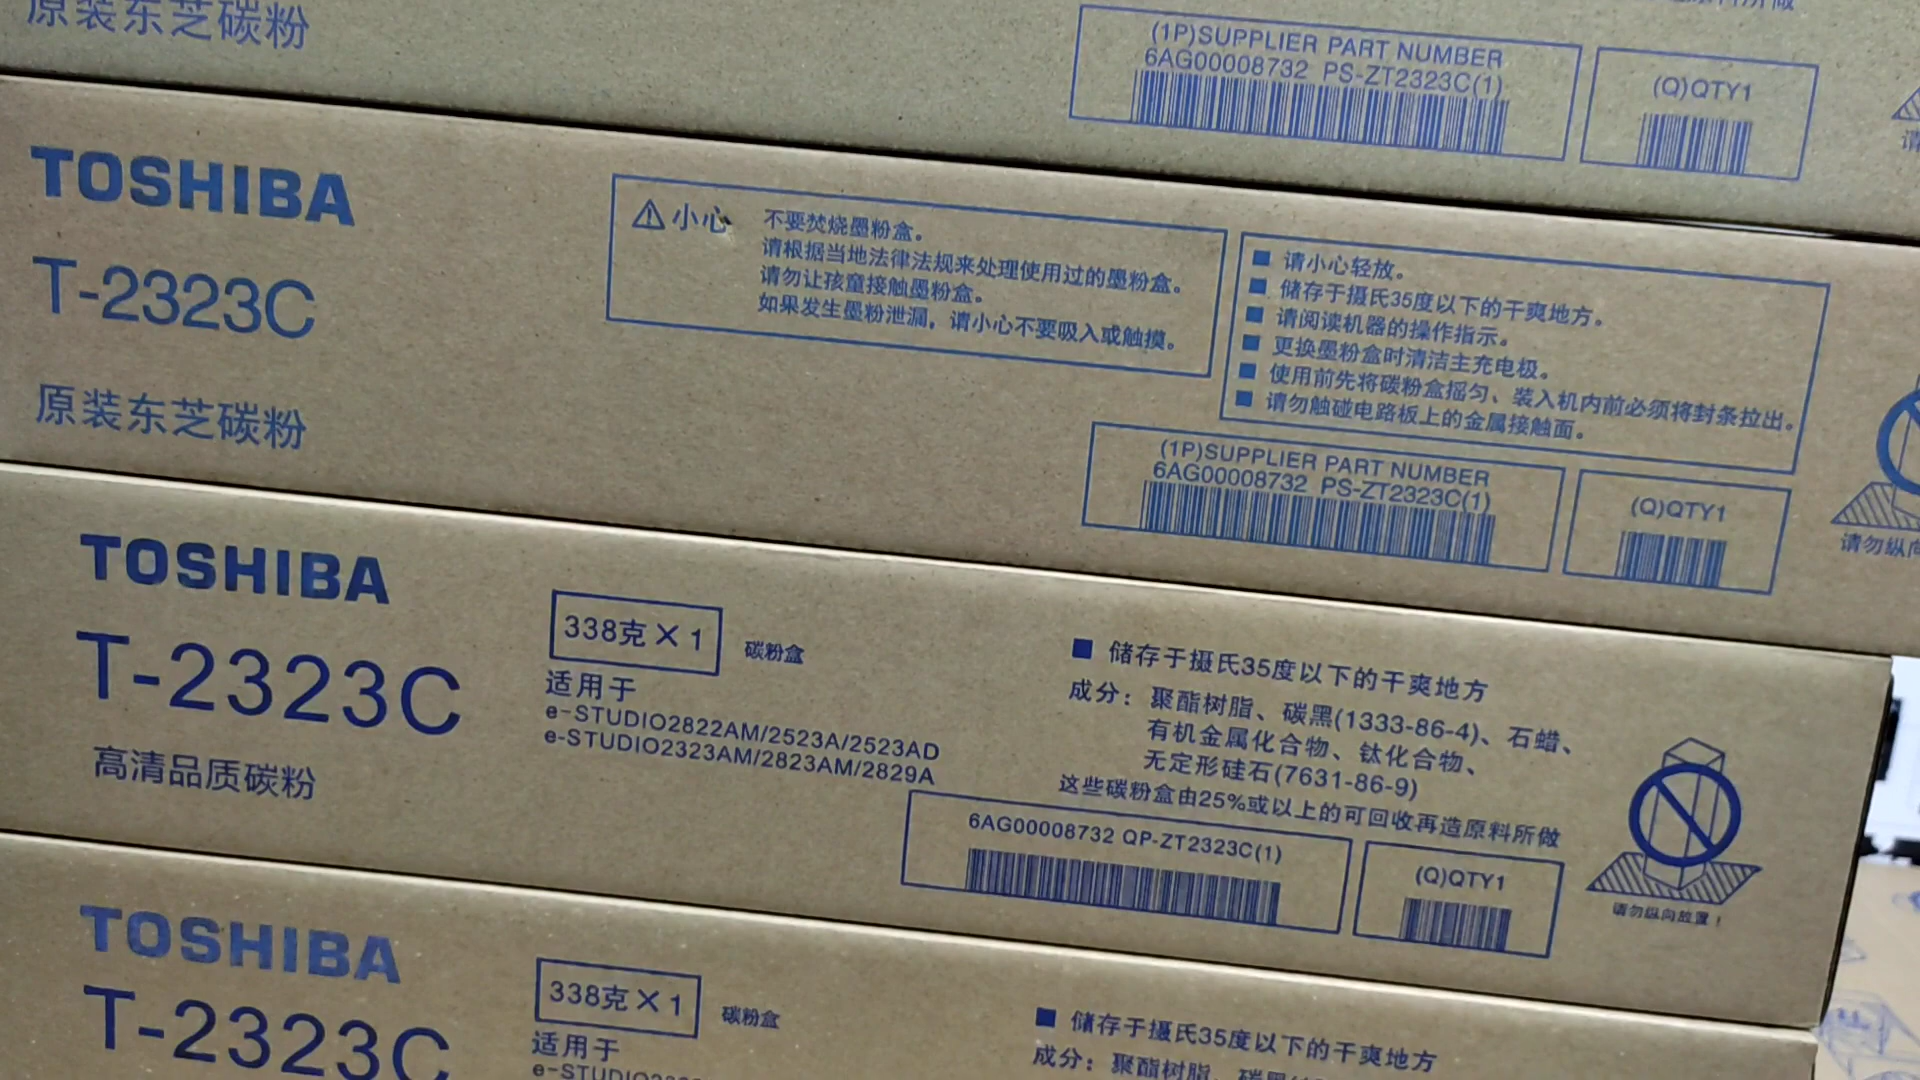 原装东芝碳粉
(1P)SUPPLIER PART NUMBER
6AG00008732 PS-ZT2323C(1)
(Q)QTY1
TOSHIBA
T-2323C
原装东芝碳粉
小心
不要焚烧墨粉盒。
请根据当地法律法规来处理使用过的墨粉盒。
请勿让孩童接触墨粉盒。
如果发生墨粉泄漏，请小心不要吸入或触摸。
■ 请小心轻放。
■ 储存于摄氏35度以下的干爽地方。
■ 请阅读机器的操作指示。
■ 更换墨粉盒时清洁主充电极。
■ 使用前先将碳粉盒摇匀、装入机内前必须将封条拉出。
■ 请勿触碰电路板上的金属接触面。
(1P)SUPPLIER PART NUMBER
6AG00008732 PS-ZT2323C(1)
(Q)QTY1
请勿纵向
TOSHIBA
T-2323C
高清品质碳粉
338克×1
碳粉盒
适用于
e-STUDIO2822AM/2523A/2523AD
e-STUDIO2323AM/2823AM/2829A
■ 储存于摄氏35度以下的干爽地方
成分：聚酯树脂、碳黑(1333-86-4)、石蜡、
有机金属化合物、钛化合物、
无定形硅石(7631-86-9)
这些碳粉盒由25%或以上的可回收再造原料所做
6AG00008732 QP-ZT2323C(1)
(Q)QTY1
请勿纵向放置！
TOSHIBA
T-2323C
338克×1
碳粉盒
适用于
■ 储存于摄氏35度以下的干爽地方
成分：聚酯树脂、碳黑